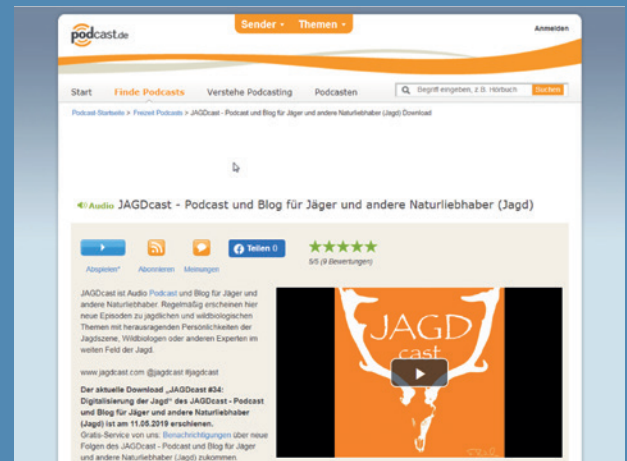 podcast.de
Sender
Themen
Anmelden
Start Finde Podcasts Verstehe Podcasting Podcasten
Begriff eingeben, z.B. Hörbuch Suchen
Podcast-Startseite > Freizeit Podcasts > JAGDcast - Podcast und Blog für Jäger und andere Naturliebhaber (Jagd) Download
Audio JAGDcast - Podcast und Blog für Jäger und andere Naturliebhaber (Jagd)
Teilen 0
Abspielen* Abonnieren Meinungen
5/5 (9 Bewertungen)
JAGDcast ist Audio Podcast und Blog für Jäger und
andere Naturliebhaber. Regelmäßig erscheinen hier
neue Episoden zu jagdlichen und wildbiologischen
Themen mit herausragenden Persönlichkeiten der
Jagdszene, Wildbiologen oder anderen Experten im
weiten Feld der Jagd.
www.jagdcast.com @jagdcast #jagdcast
Der aktuelle Download „JAGDcast #34:
Digitalisierung der Jagd" des JAGDcast - Podcast
und Blog für Jäger und andere Naturliebhaber
(Jagd) ist am 11.05.2019 erschienen.
Gratis-Service von uns: Benachrichtigungen über neue
Folgen des JAGDcast - Podcast und Blog für Jäger
und andere Naturliebhaber (Jagd) zukommen
JAGD
cast